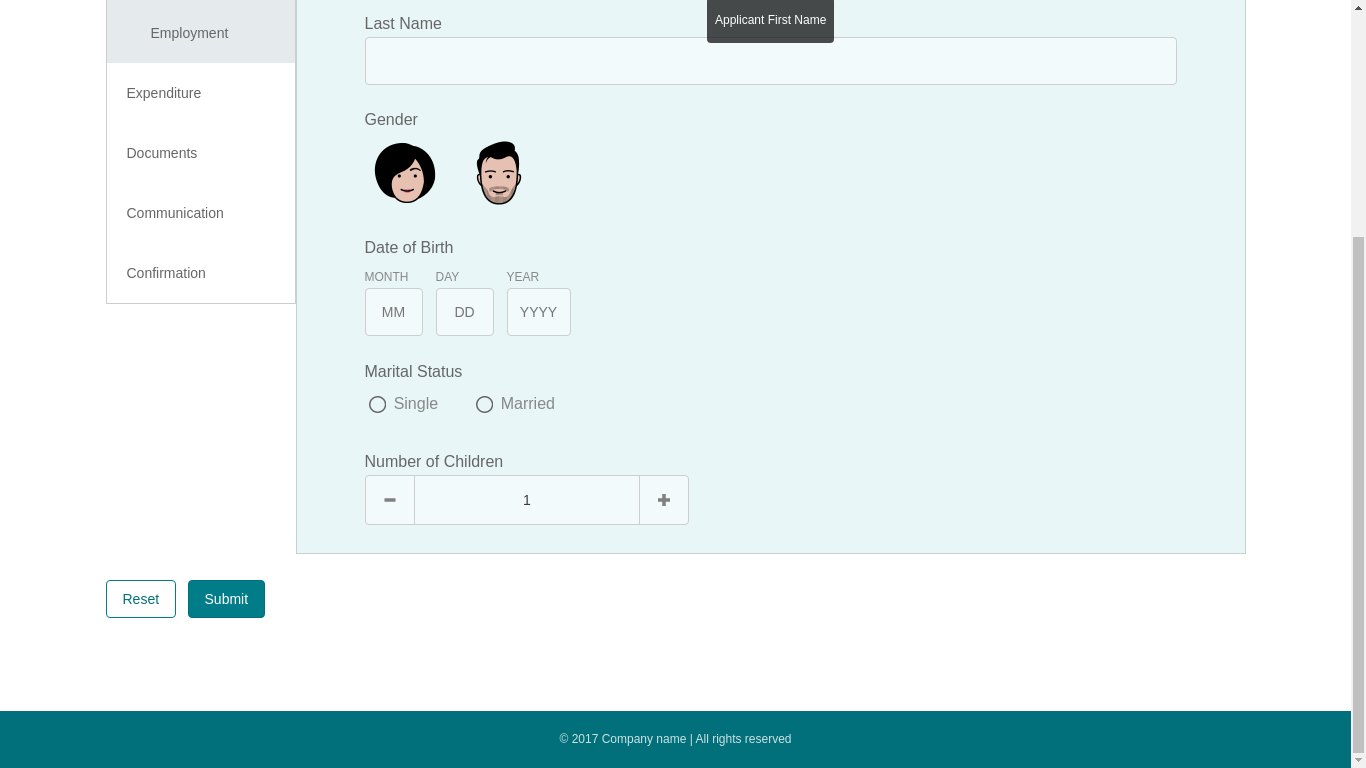 Applicant First Name
Last Name
Employment
Expenditure
Documents
Communication
Confirmation
Gender
Date of Birth
MONTH DAY YEAR
MM DD YYYY
Marital Status
Single Married
Number of Children
1
Reset Submit
© 2017 Company name | All rights reserved